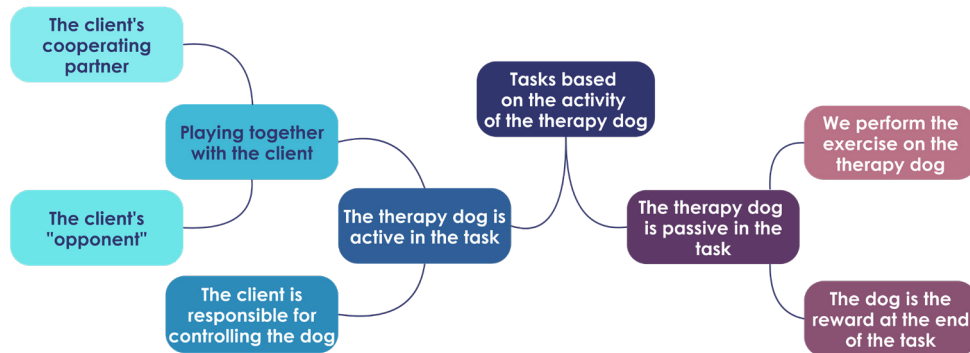 The client's
cooperating
partner
Tasks based
on the activity
of the therapy dog
Playing together
with the client
We perform the
exercise on the
therapy dog
The client's
"opponent"
The therapy dog is
active in the task
The therapy dog
is passive in the
task
The client is
responsible for
controlling the dog
The dog is the
reward at the end
of the task